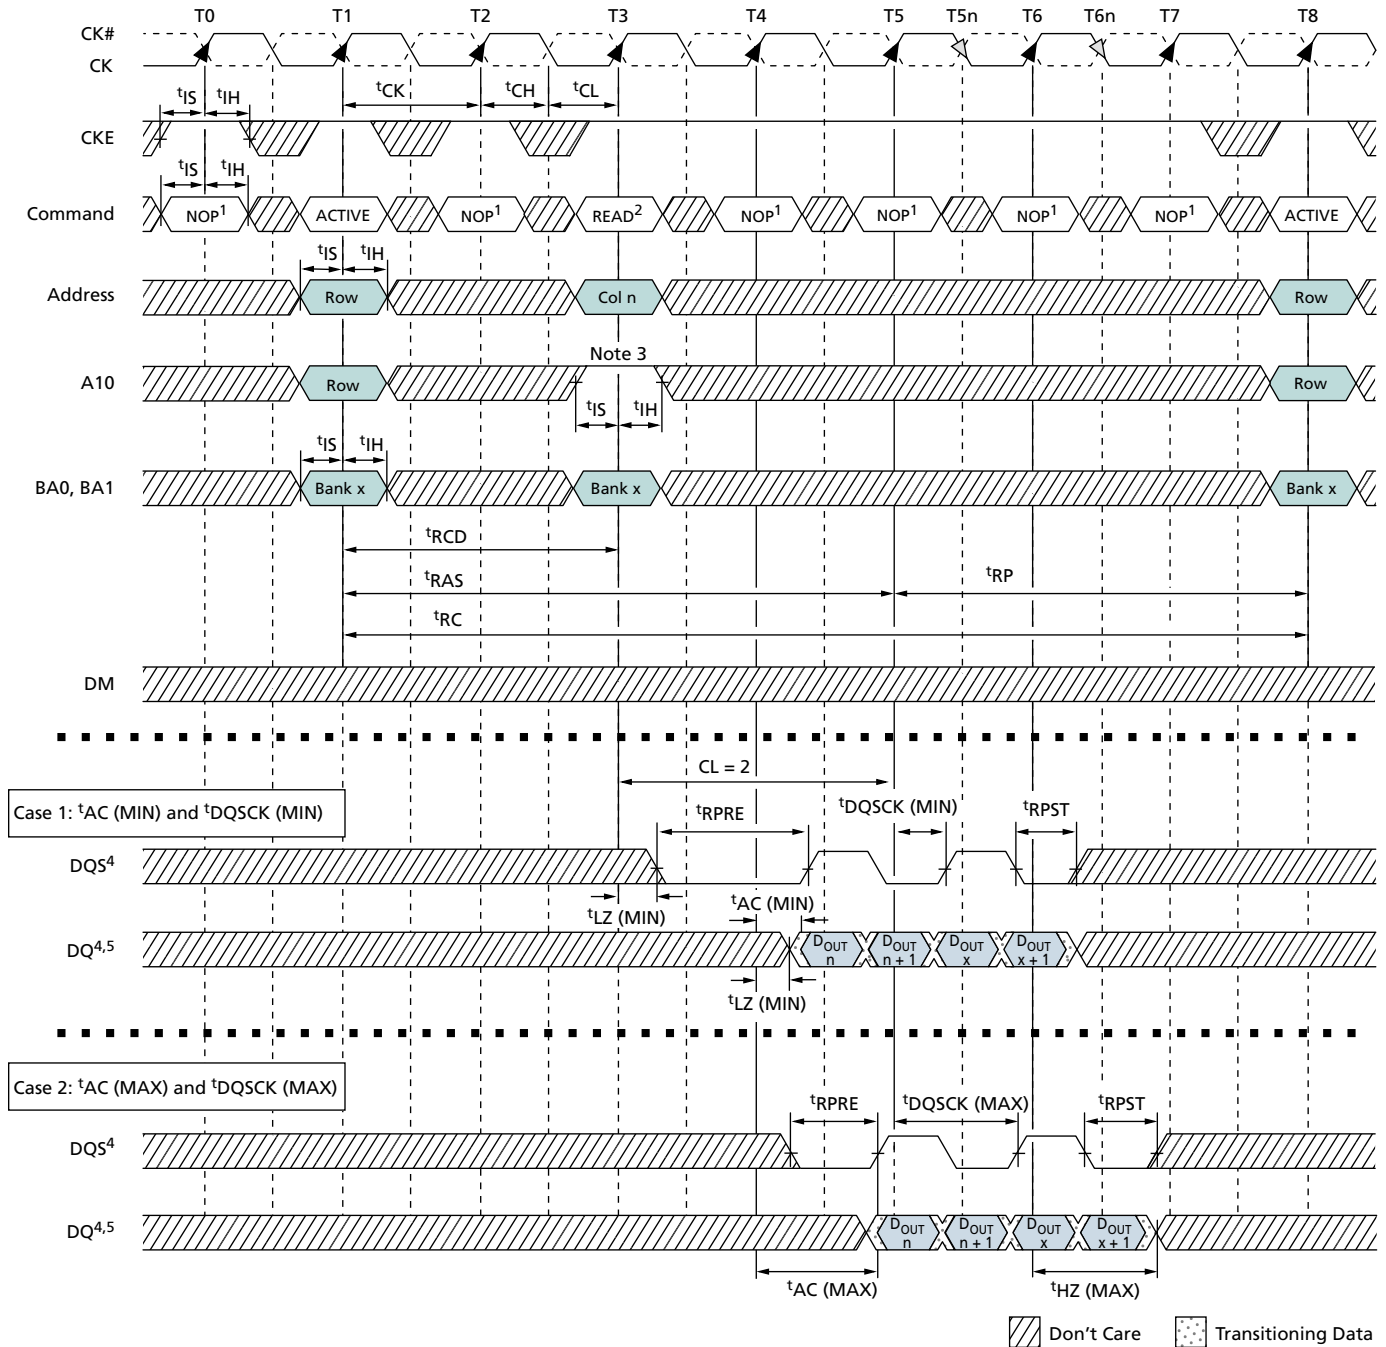 T0 T1 T2 T3 T4 T5 T5n T6 T6n T7 T8
CK#
CK
tCK tCH tCL
tIS tIH
CKE
tIS tIH
Command NOP1 ACTIVE NOP1 READ2 NOP1 NOP1 NOP1 NOP1 ACTIVE
tIS tIH
Address Row Col n Row
Note 3
A10 Row Row
tIS tIH
tIS tIH
BA0, BA1 Bank x Bank x Bank x
tRCD
tRAS tRP
tRC
DM
CL = 2
Case 1: tAC (MIN) and tDQSCK (MIN)
tRPRE tDQSCK (MIN) tRPST
DQS4
tLZ (MIN) tAC (MIN)
DQ4,5 DOUT n DOUT n + 1 DOUT x DOUT x + 1
tLZ (MIN)
Case 2: tAC (MAX) and tDQSCK (MAX)
tRPRE tDQSCK (MAX) tRPST
DQS4
DQ4,5 DOUT n DOUT n + 1 DOUT x DOUT x + 1
tAC (MAX) tHZ (MAX)
Don't Care Transitioning Data